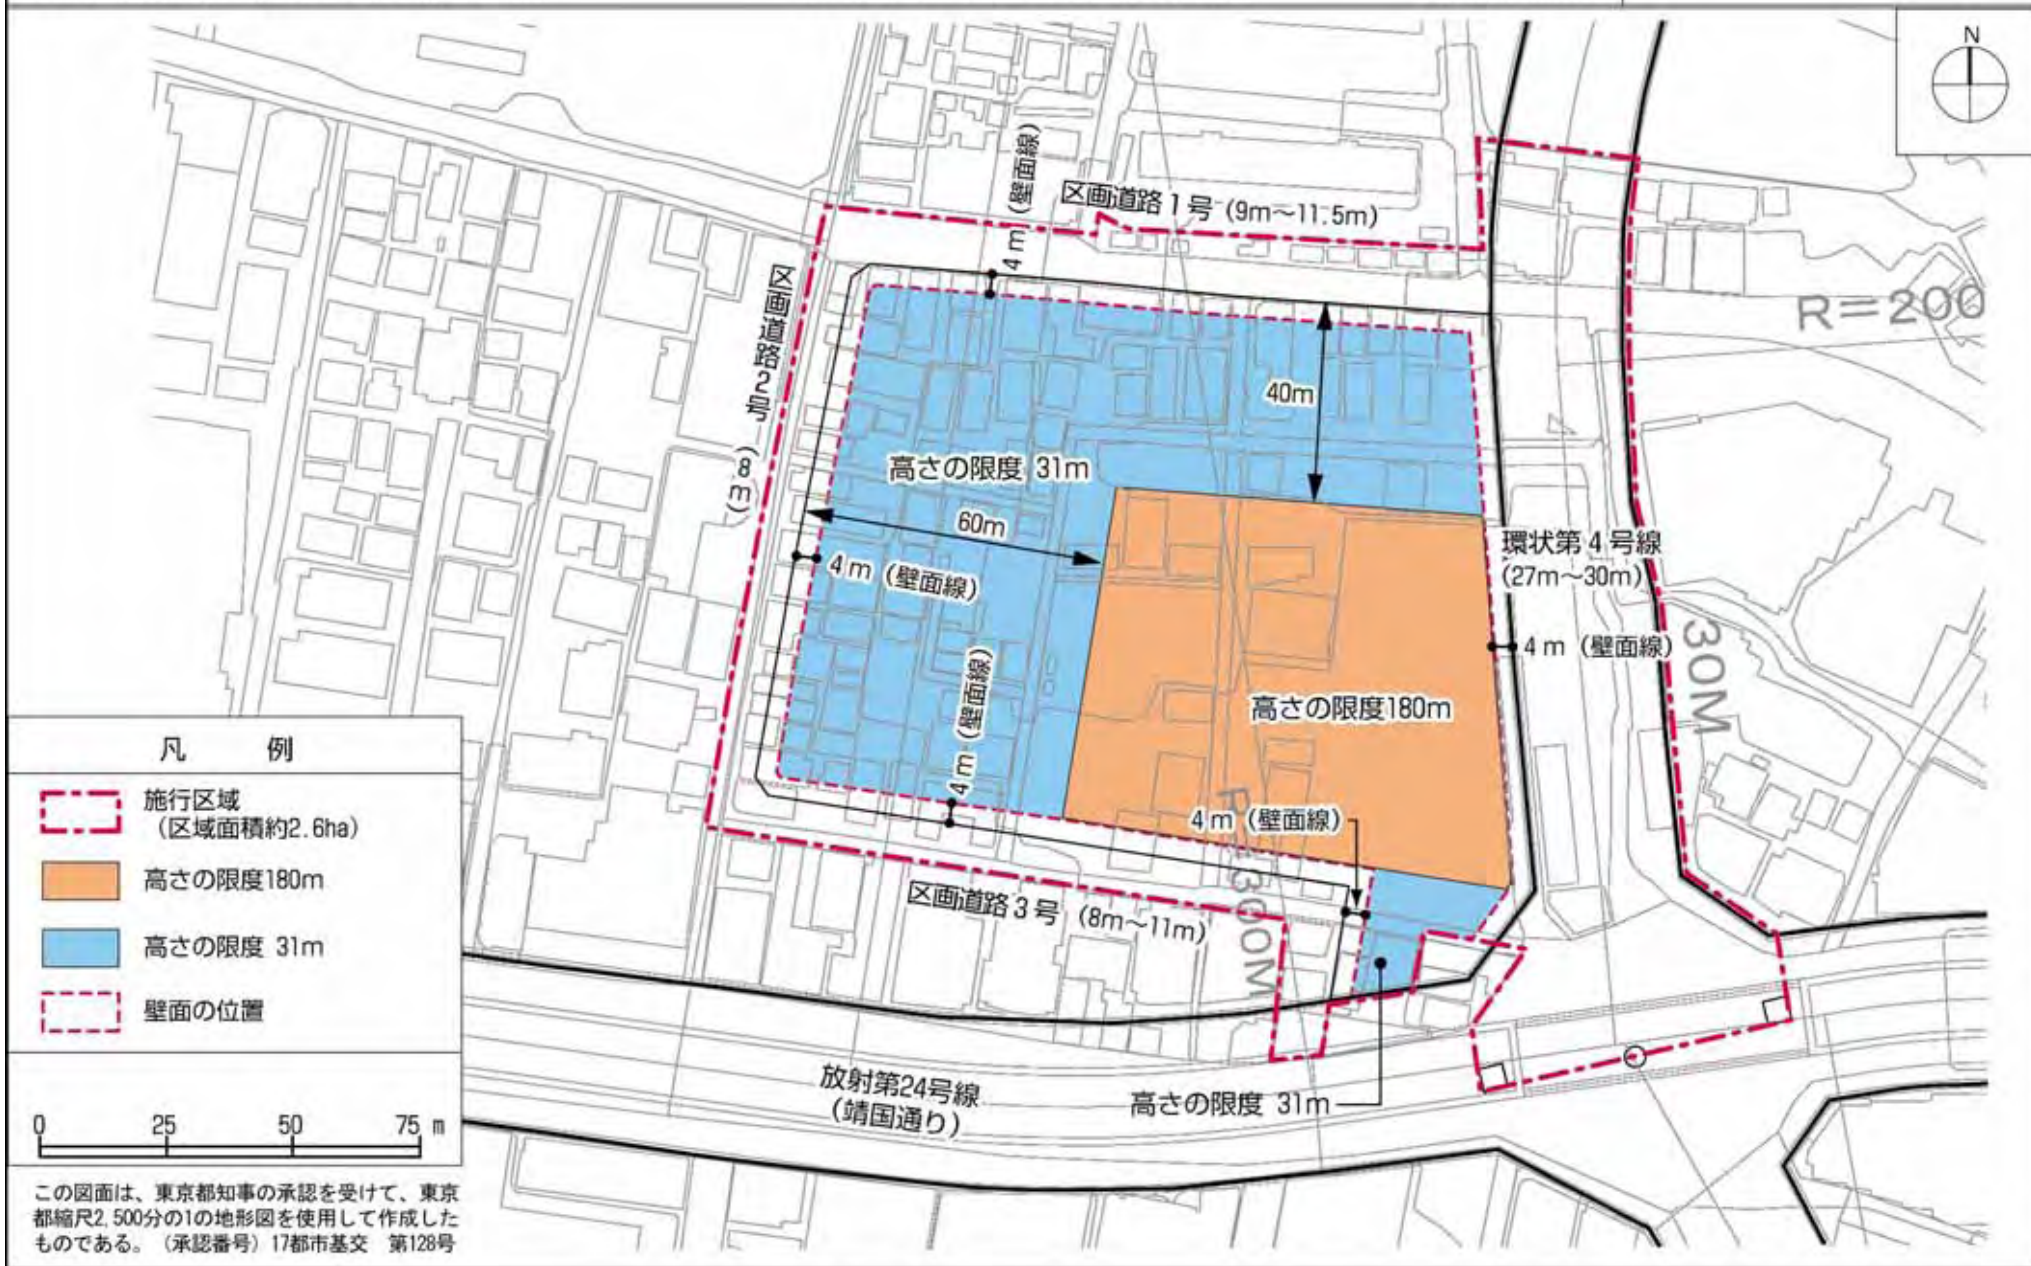 N
4m(壁面線)
区画道路1号(9m〜11.5m)
区画道路2号(8m)
R=200
40m
高さの限度 31m
60m
環状第4号線
(27m〜30m)
4m(壁面線)
4m(壁面線)
30M
4m(壁面線)
高さの限度180m
4m(壁面線)
R=300M
区画道路3号(8m〜11m)
放射第24号線
(靖国通り)
高さの限度 31m
凡 例
施行区域
(区域面積約2.6ha)
高さの限度180m
高さの限度 31m
壁面の位置
0 25 50 75 m
この図面は、東京都知事の承認を受けて、東京
都縮尺2,500分の1の地形図を使用して作成した
ものである。(承認番号)17都市基交 第128号